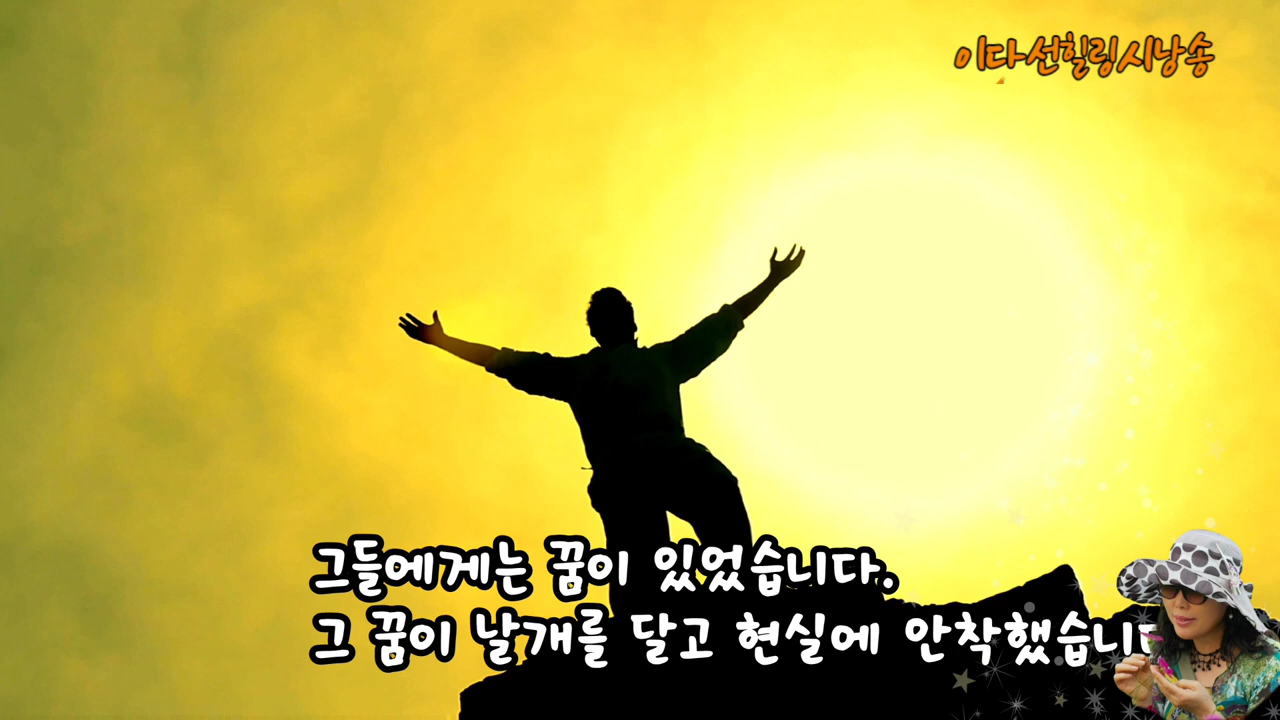 이다선힐링시낭송
그들에게는 꿈이 있었습니다.
그 꿈이 날개를 달고 현실에 안착했습니